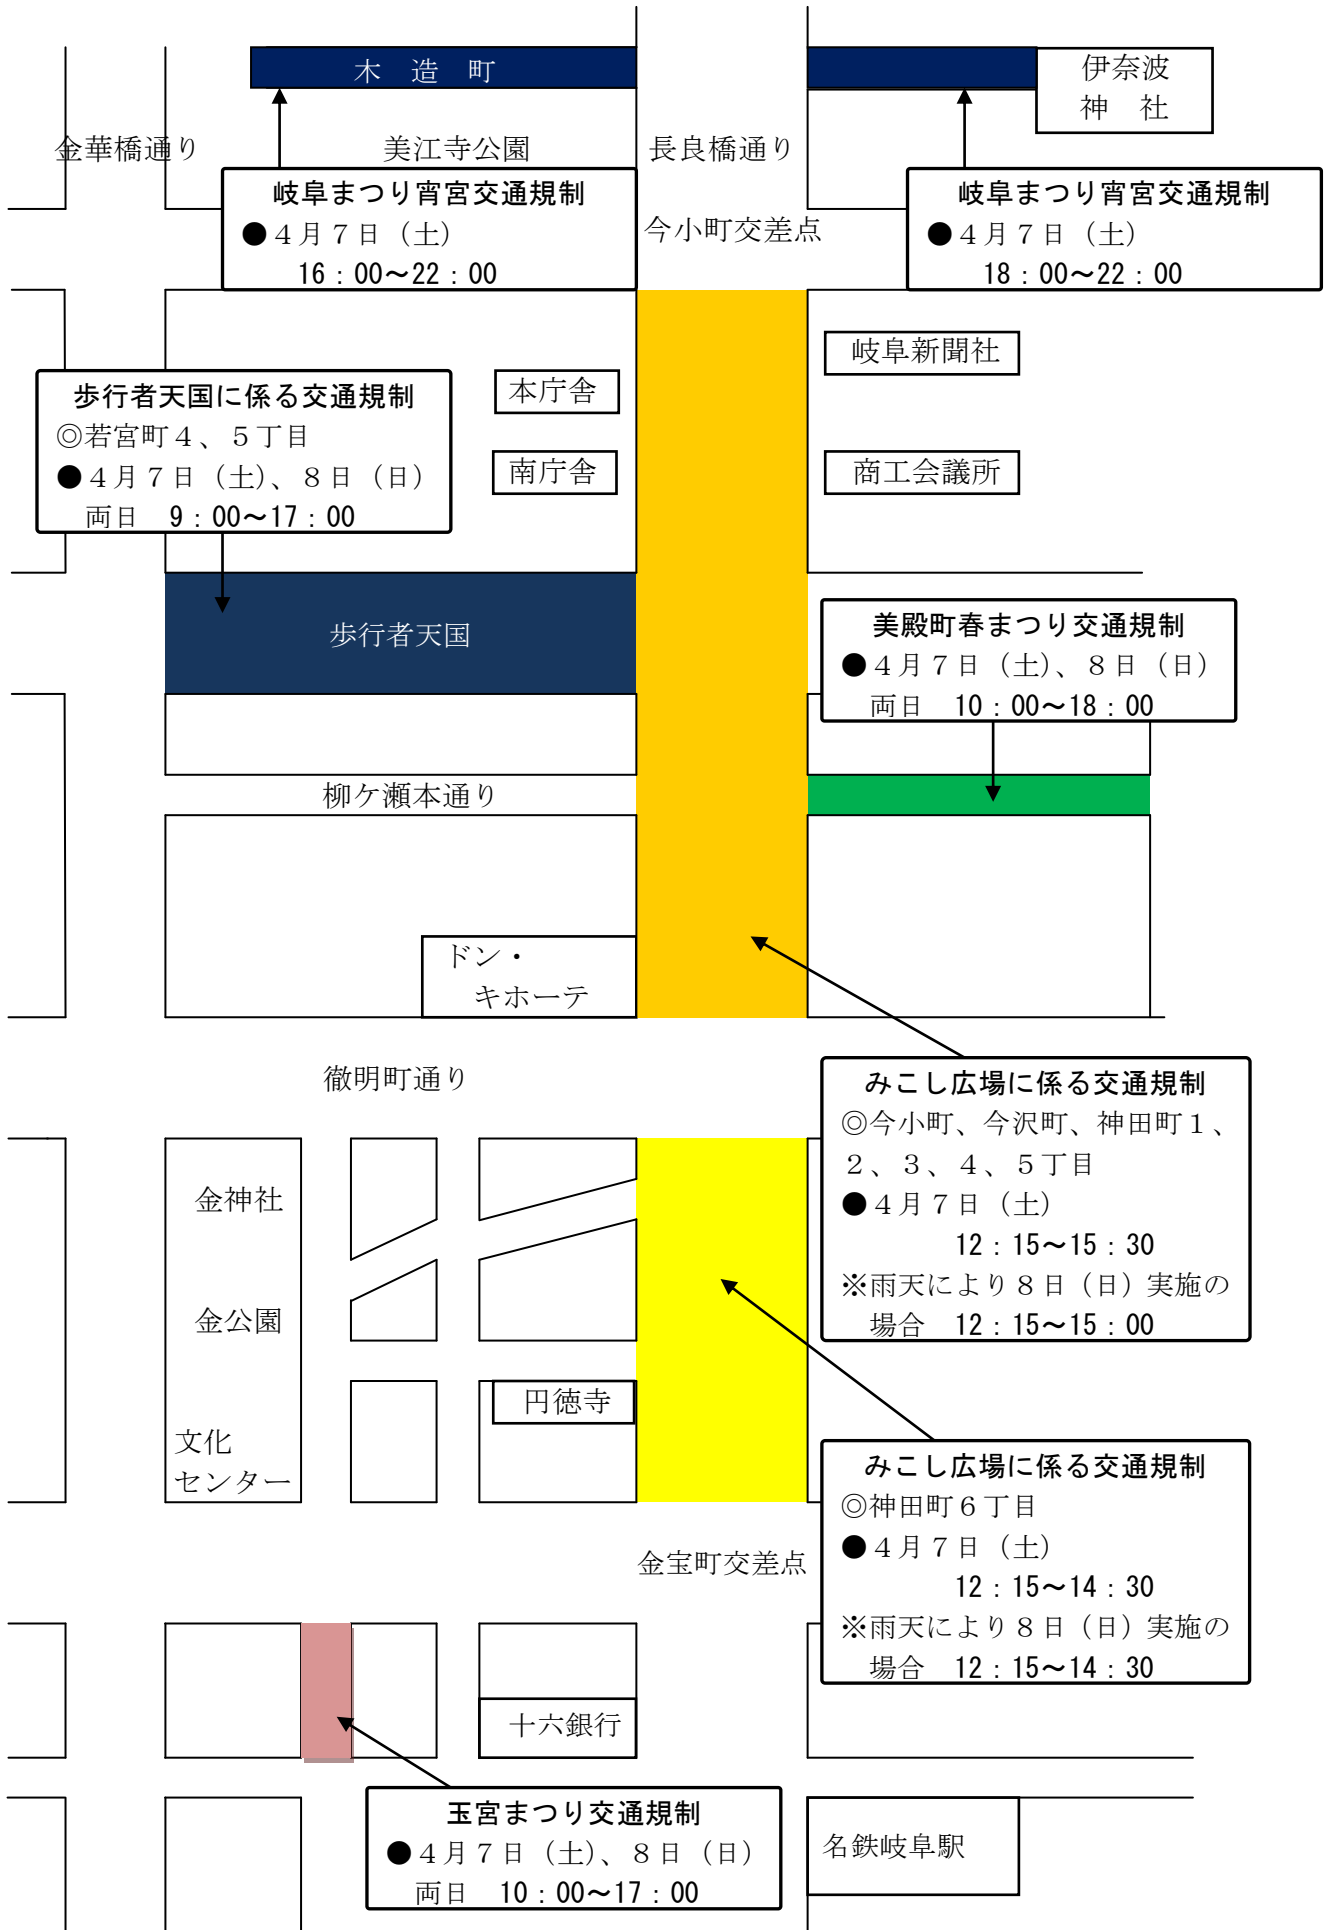 木　造　町
伊奈波
神　社
金華橋通り
美江寺公園
長良橋通り
岐阜まつり宵宮交通規制
●４月７日（土）
16：00～22：00
今小町交差点
岐阜まつり宵宮交通規制
●４月７日（土）
18：00～22：00
岐阜新聞社
歩行者天国に係る交通規制
◎若宮町４、５丁目
●４月７日（土）、８日（日）
両日　9：00～17：00
本庁舎
南庁舎
商工会議所
歩行者天国
美殿町春まつり交通規制
●４月７日（土）、８日（日）
両日　10：00～18：00
柳ケ瀬本通り
ドン・
キホーテ
徹明町通り
みこし広場に係る交通規制
◎今小町、今沢町、神田町１、
２、３、４、５丁目
●４月７日（土）
12：15～15：30
※雨天により８日（日）実施の
場合　12：15～15：00
金神社
金公園
円徳寺
文化
センター
みこし広場に係る交通規制
◎神田町６丁目
●４月７日（土）
12：15～14：30
※雨天により８日（日）実施の
場合　12：15～14：30
金宝町交差点
十六銀行
玉宮まつり交通規制
●４月７日（土）、８日（日）
両日　10：00～17：00
名鉄岐阜駅